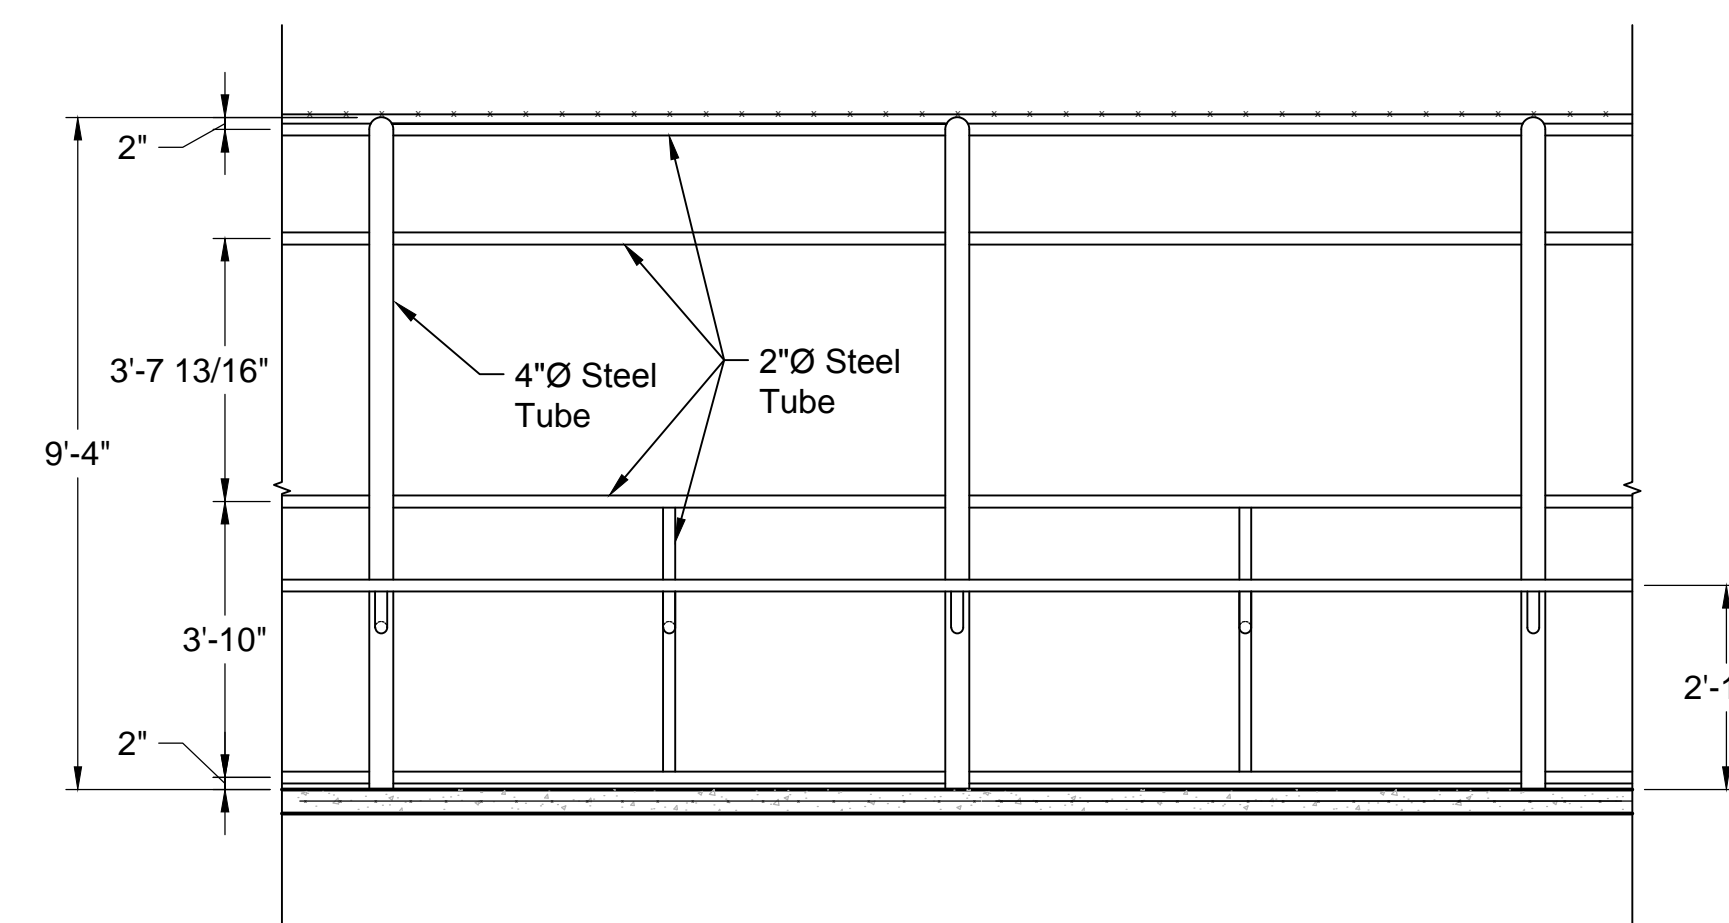 2"
3'-7 13/16"
9'-4"
3'-10"
2"
4"Ø Steel
Tube
2"Ø Steel
Tube